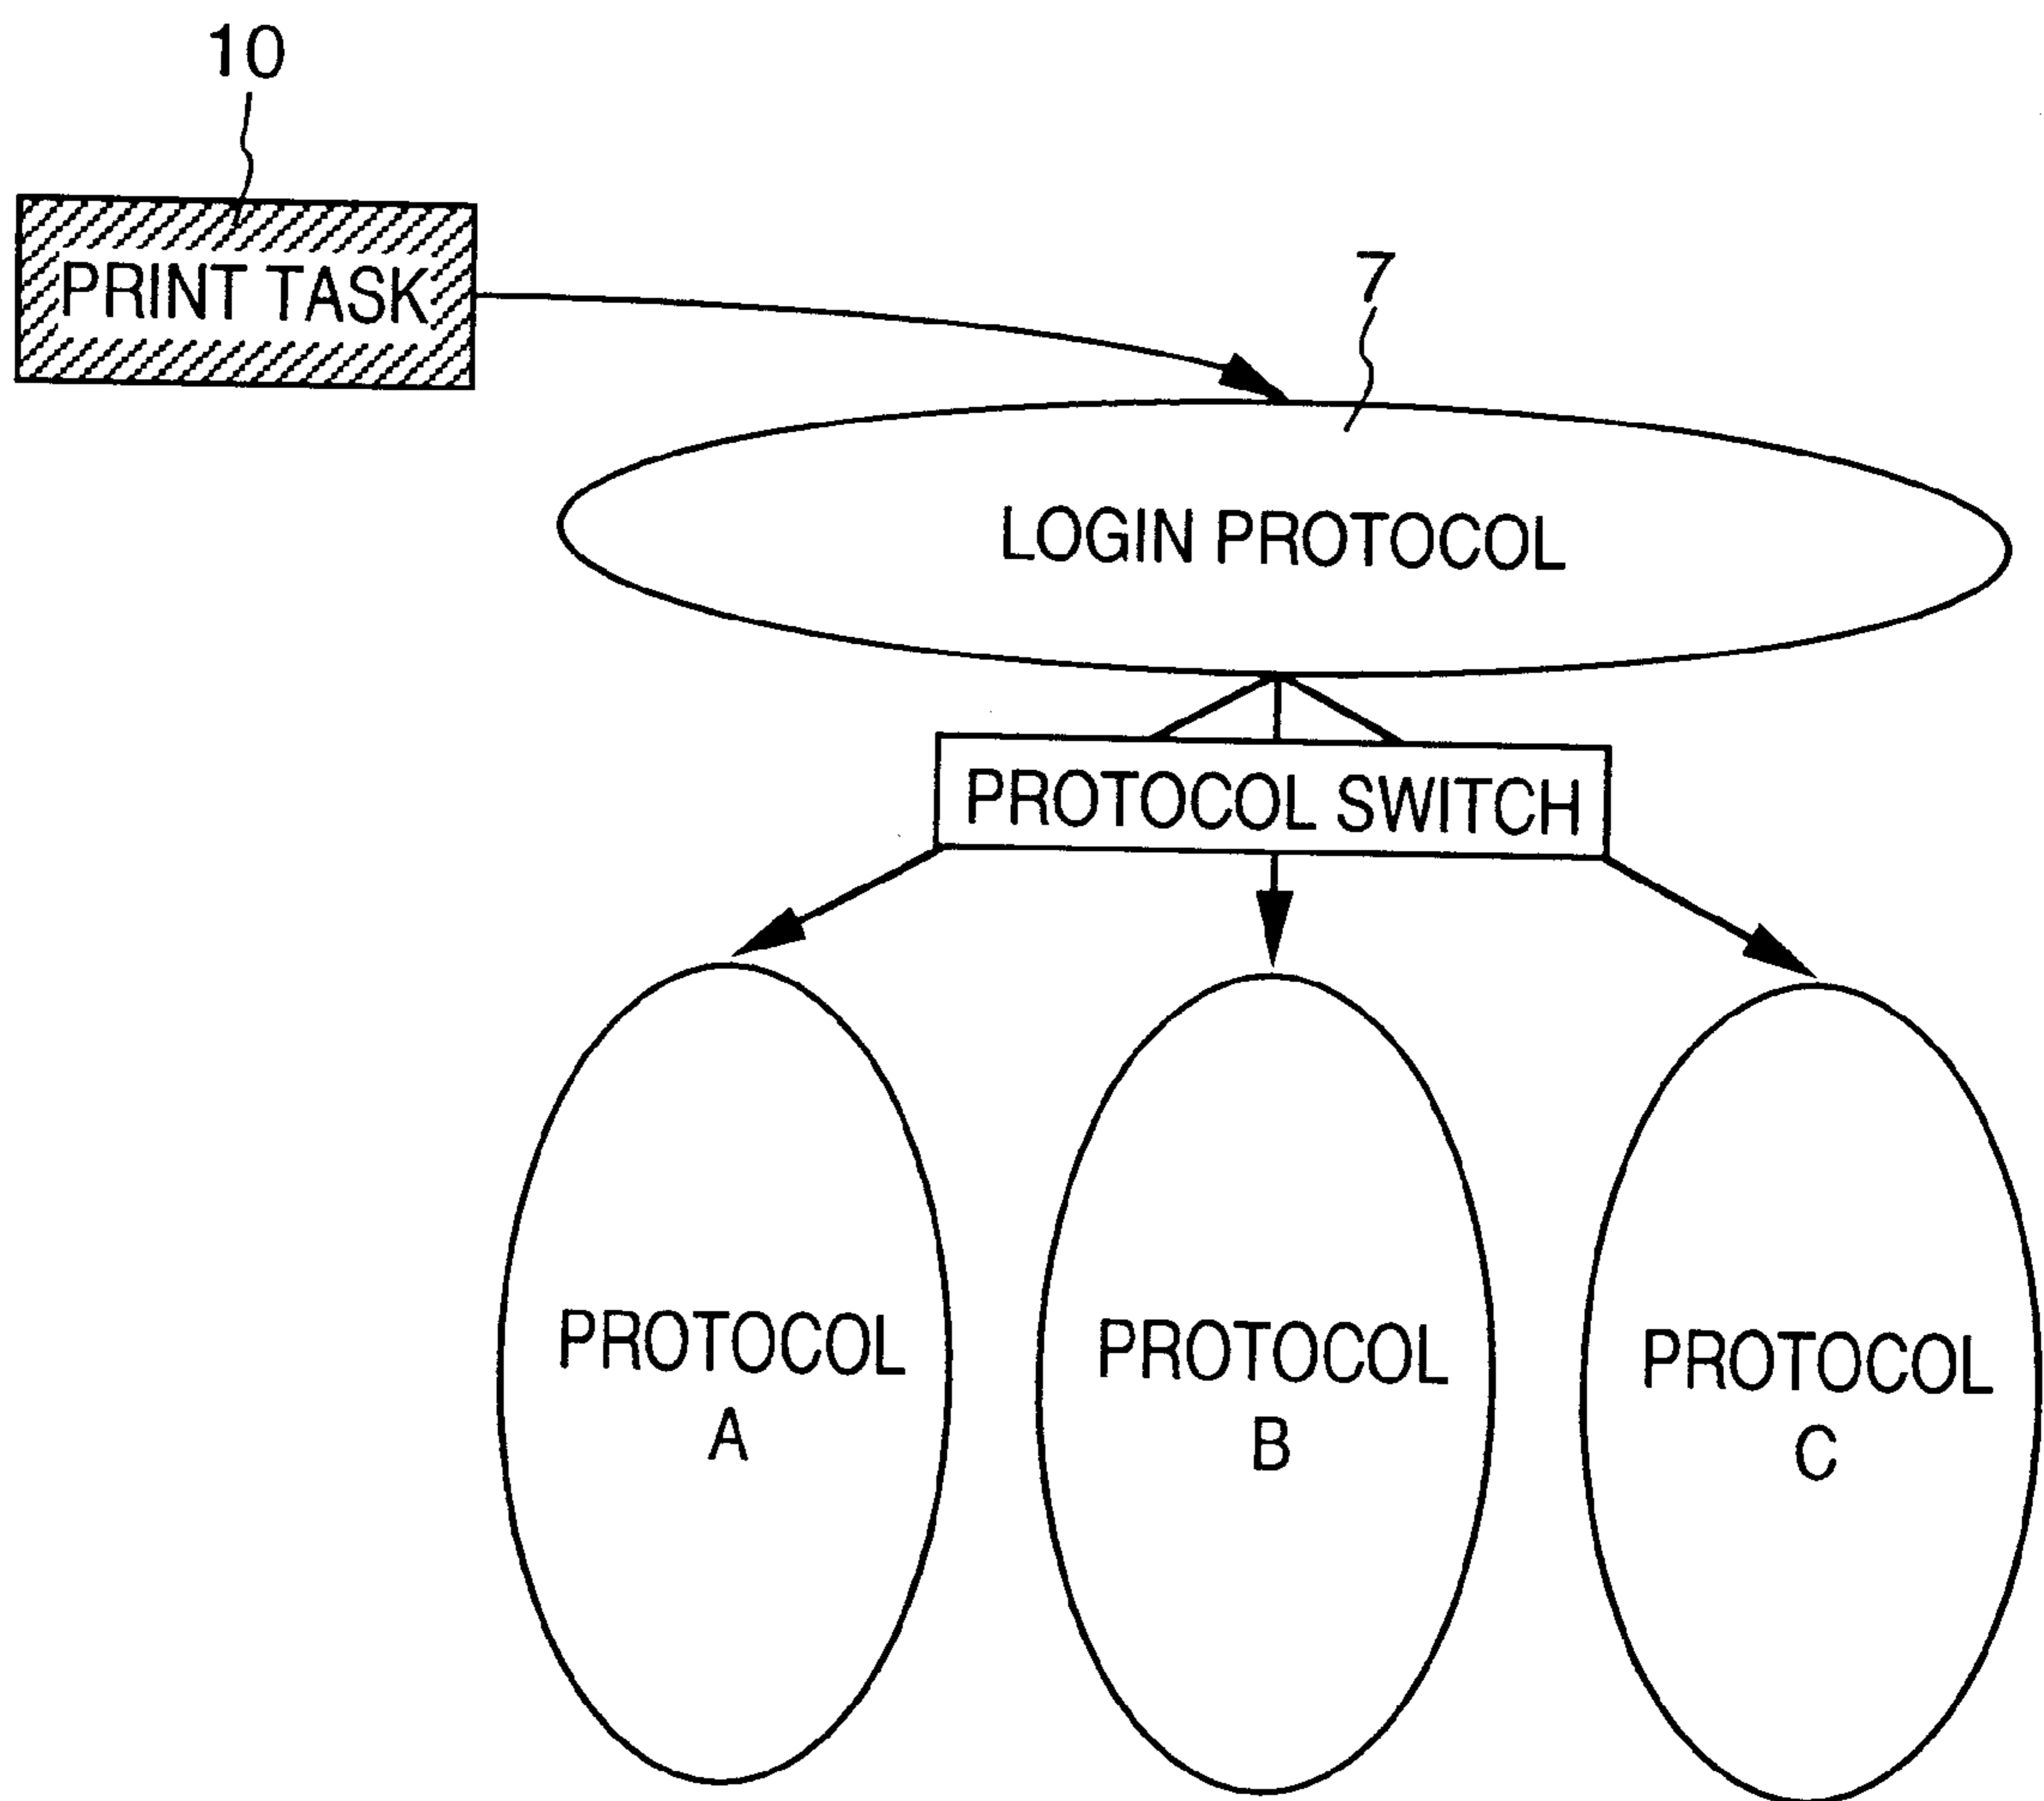 10
PRINT TASK
7
LOGIN PROTOCOL
PROTOCOL SWITCH
PROTOCOL
A
PROTOCOL
B
PROTOCOL
C